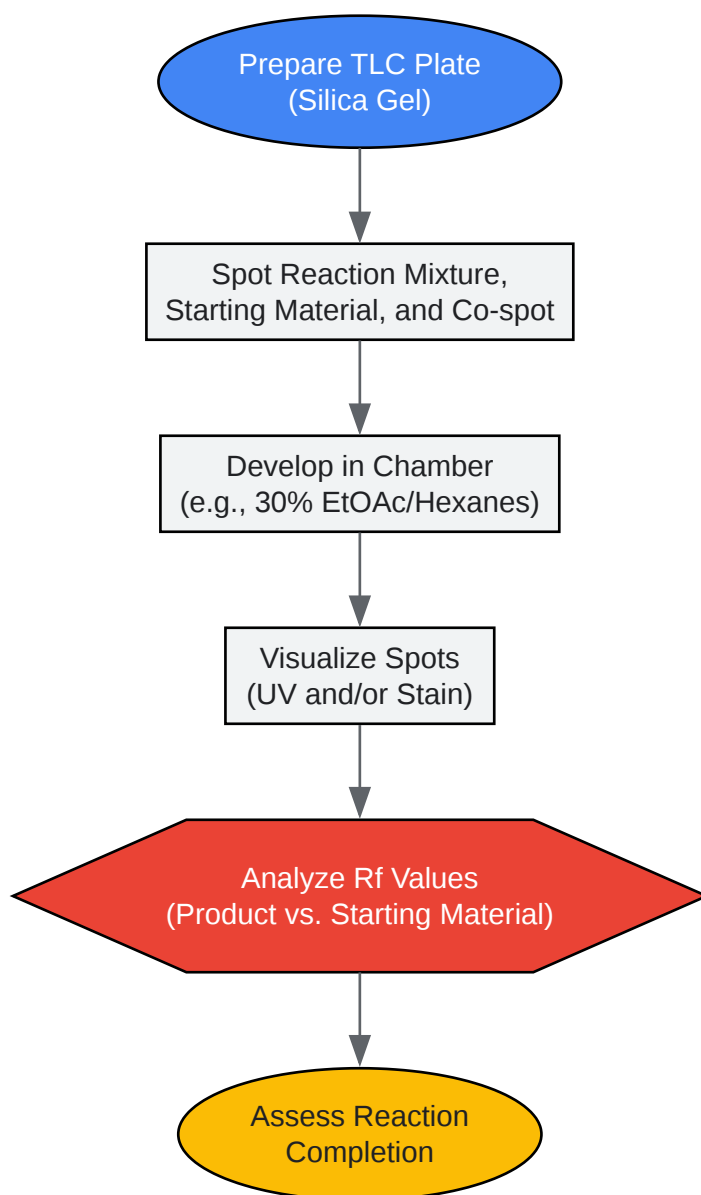 Prepare TLC Plate
(Silica Gel)
Spot Reaction Mixture,
Starting Material, and Co-spot
Develop in Chamber
(e.g., 30% EtOAc/Hexanes)
Visualize Spots
(UV and/or Stain)
Analyze Rf Values
(Product vs. Starting Material)
Assess Reaction
Completion